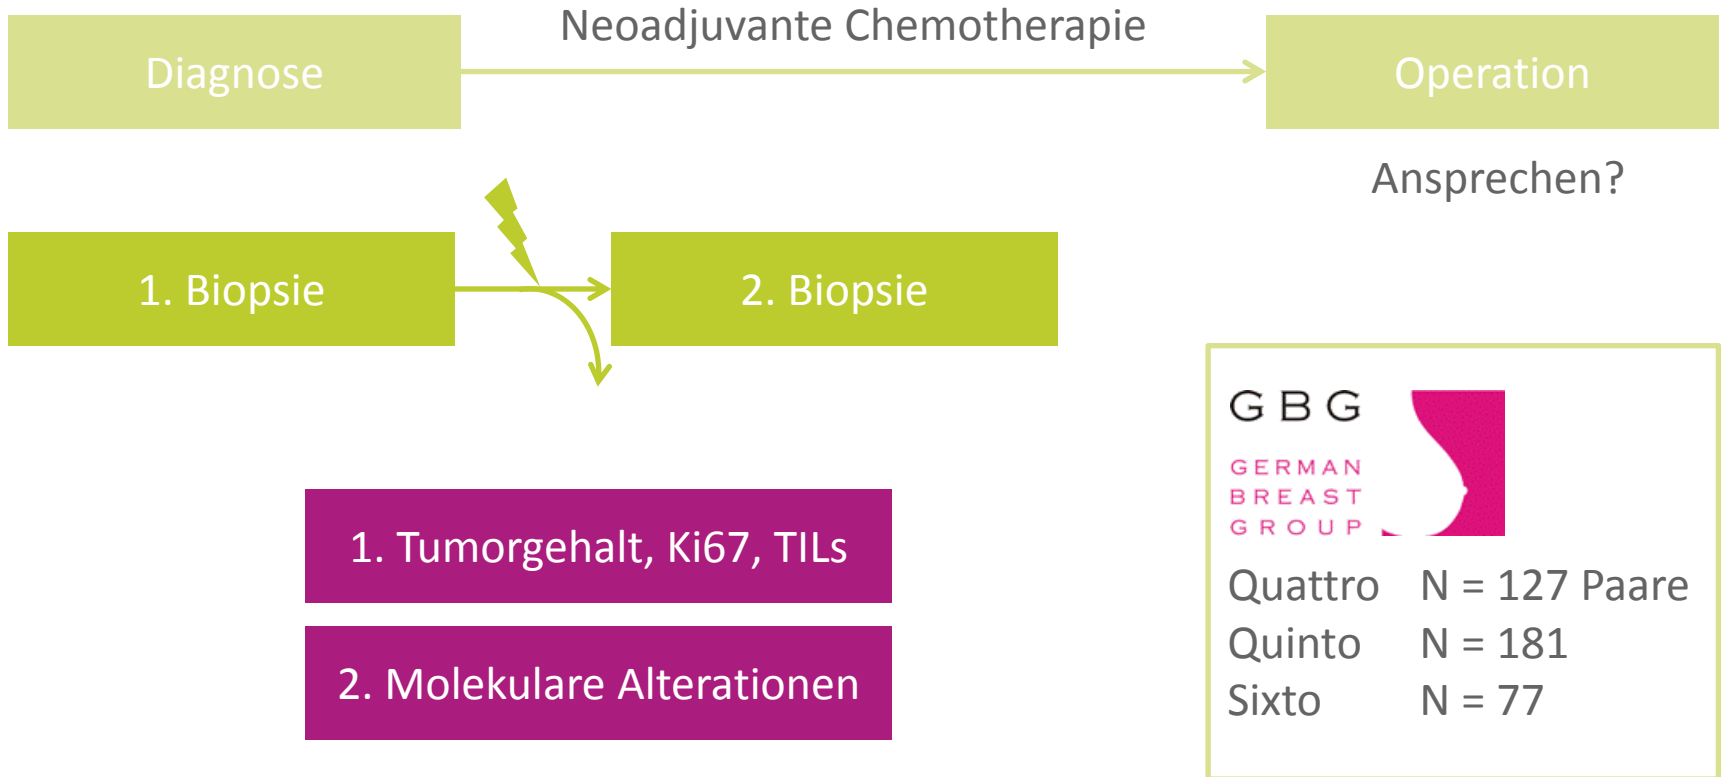 Neoadjuvante Chemotherapie
Diagnose
Operation
Ansprechen?
1. Biopsie
2. Biopsie
1. Tumorgehalt, Ki67, TILs
2. Molekulare Alterationen
GBG
GERMAN
BREAST
GROUP
Quattro N = 127 Paare
Quinto N = 181
Sixto N = 77